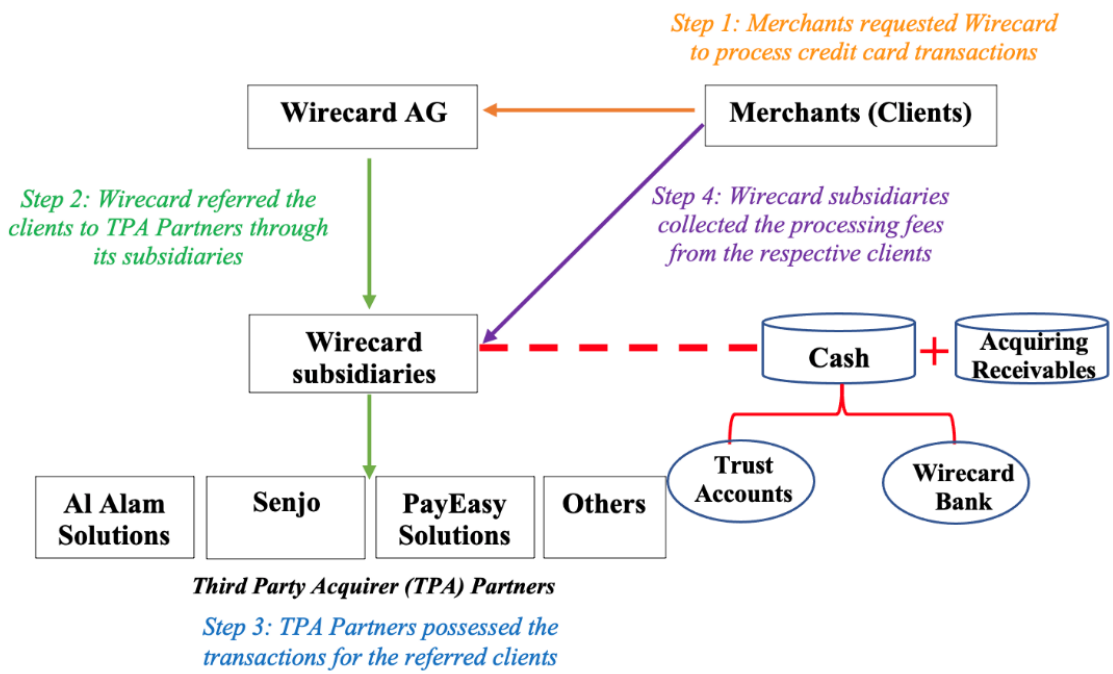 Step 1: Merchants requested Wirecard
to process credit card transactions
Wirecard AG
Merchants (Clients)
Step 2: Wirecard referred the
clients to TPA Partners through
its subsidiaries
Step 4: Wirecard subsidiaries
collected the processing fees
from the respective clients
Wirecard
subsidiaries
Cash
+
Acquiring
Receivables
Trust
Accounts
Wirecard
Bank
Al Alam
Solutions
Senjo
PayEasy
Solutions
Others
Third Party Acquirer (TPA) Partners
Step 3: TPA Partners possessed the
transactions for the referred clients